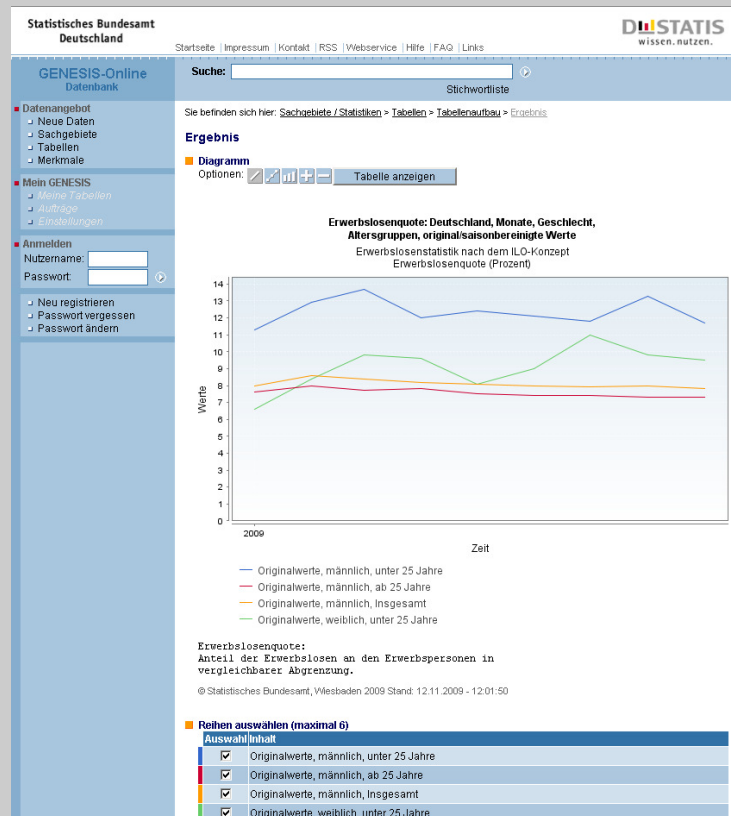 Statistisches Bundesamt
Deutschland
Startseite | Impressum | Kontakt | RSS | Webservice | Hilfe | FAQ | Links
DESTATIS
wissen.nutzen.
GENESIS-Online
Datenbank
Suche:
Stichwortliste
Datenangebot
Neue Daten
Sachgebiete
Tabellen
Merkmale
Mein GENESIS
Meine Tabellen
Aufträge
Einstellungen
Anmelden
Nutzername:
Passwort:
Neu registrieren
Passwort vergessen
Passwort ändern
Sie befinden sich hier: Sachgebiete / Statistiken > Tabellen > Tabellenaufbau > Ergebnis
Ergebnis
Diagramm
Optionen: Tabelle anzeigen
Erwerbslosenquote: Deutschland, Monate, Geschlecht,
Altersgruppen, original/saisonbereinigte Werte
Erwerbslosenstatistik nach dem ILO-Konzept
Erwerbslosenquote (Prozent)
14
13
12
11
10
9
8
7
6
5
4
3
2
1
0
Werte
2009
Zeit
Originalwerte, männlich, unter 25 Jahre
Originalwerte, männlich, ab 25 Jahre
Originalwerte, männlich, Insgesamt
Originalwerte, weiblich, unter 25 Jahre
Erwerbslosenquote:
Anteil der Erwerbslosen an den Erwerbspersonen in
vergleichbarer Abgrenzung.
© Statistisches Bundesamt, Wiesbaden 2009 Stand: 12.11.2009 - 12:01:50
Reihen auswählen (maximal 6)
Auswahl Inhalt
Originalwerte, männlich, unter 25 Jahre
Originalwerte, männlich, ab 25 Jahre
Originalwerte, männlich, Insgesamt
Originalwerte, weiblich, unter 25 Jahre